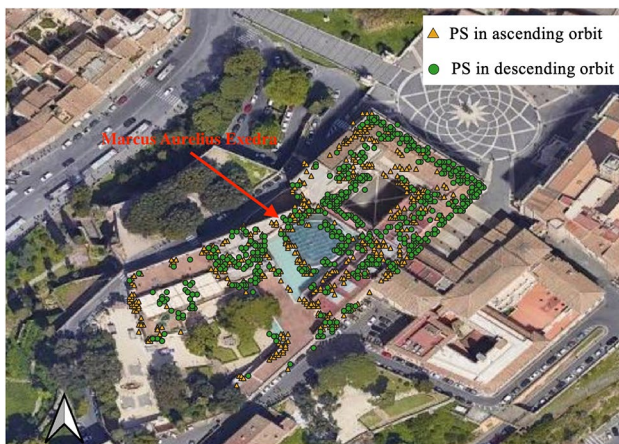 PS in ascending orbit
PS in descending orbit
Marcus Aurelius Exedra